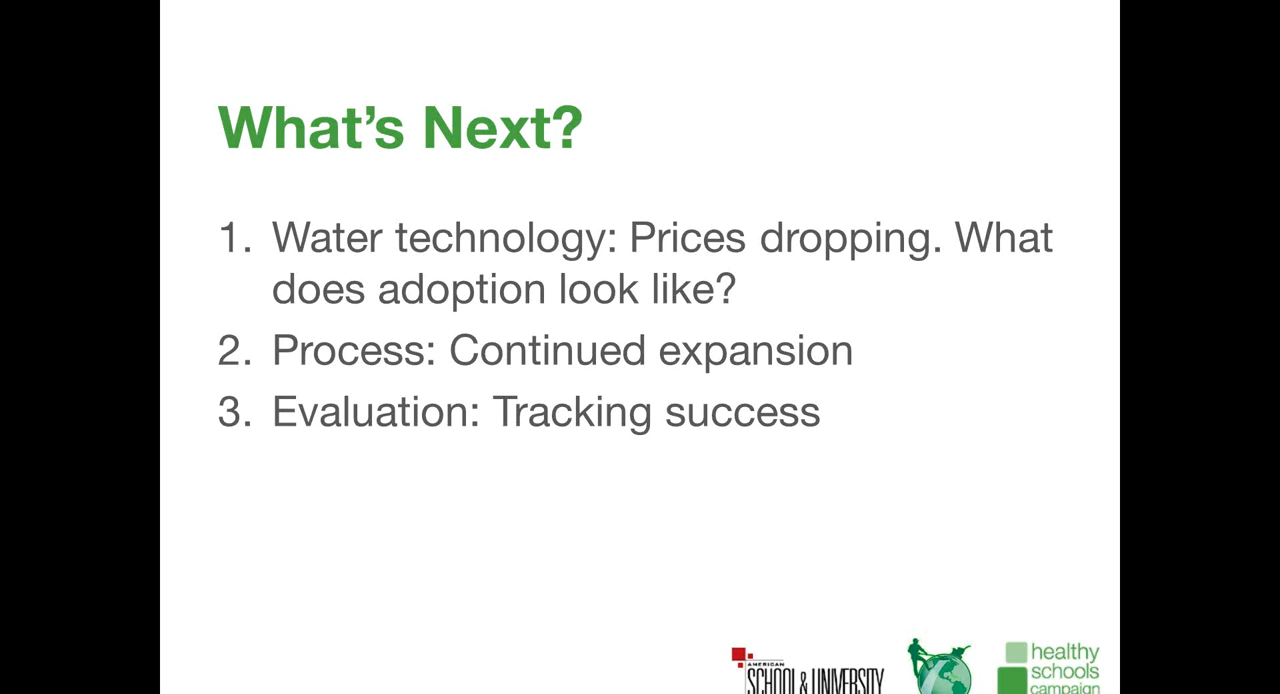 What’s Next?
1. Water technology: Prices dropping. What
does adoption look like?
2. Process: Continued expansion
3. Evaluation: Tracking success
AMERICAN
SCHOOL & UNIVERSITY
healthy
schools
campaign